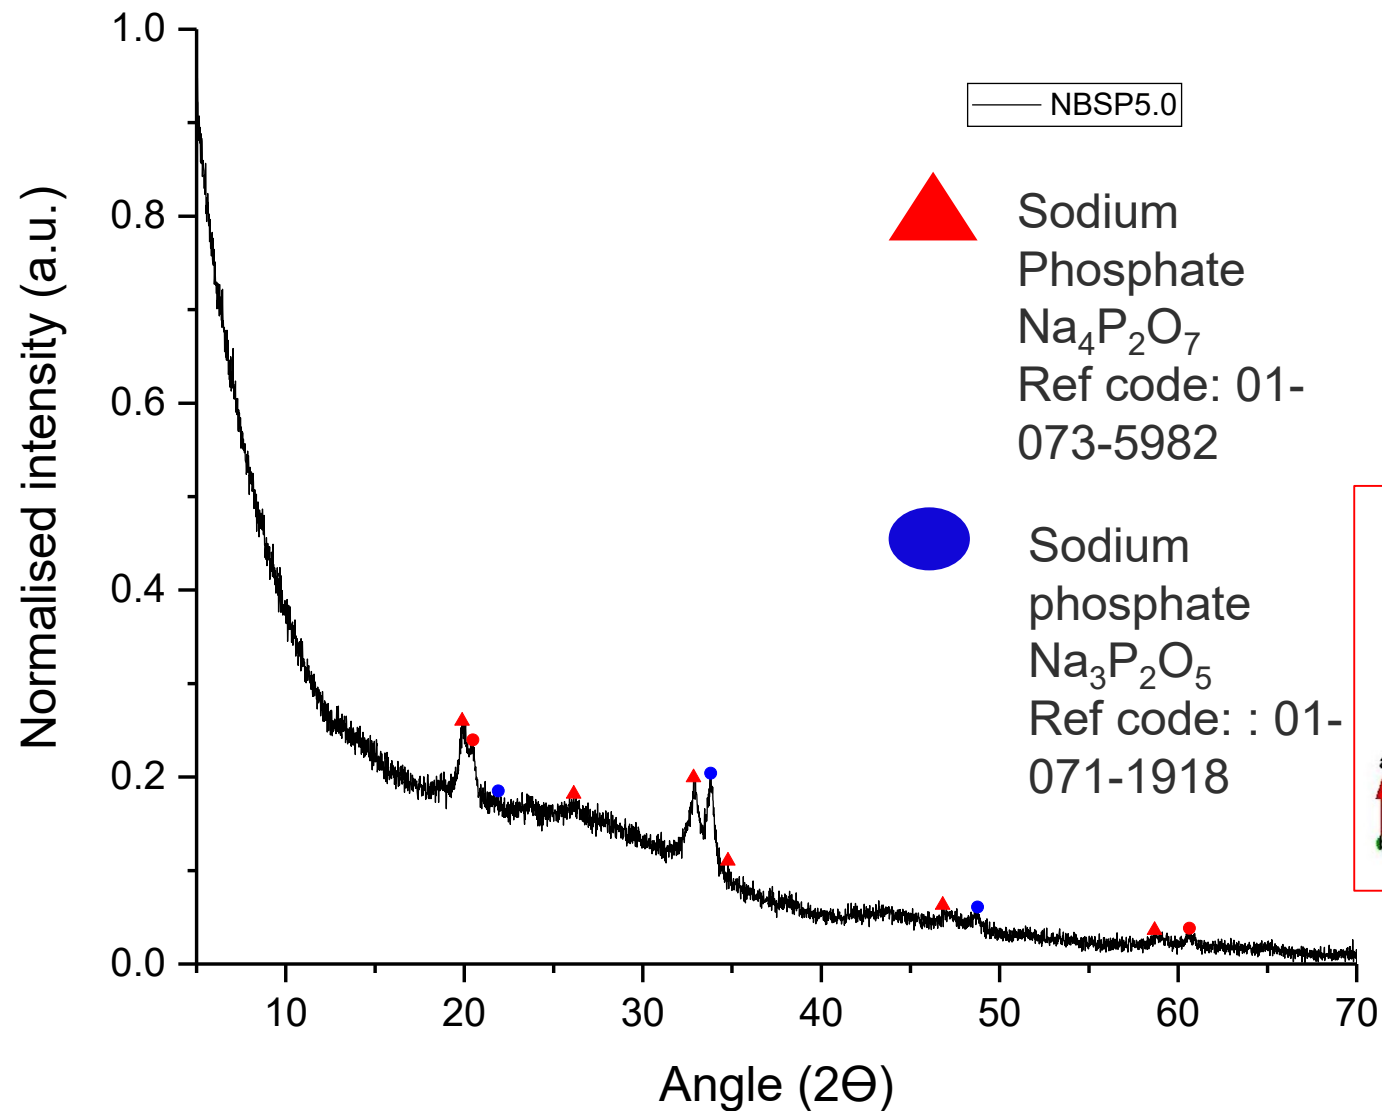 1.0
0.8
0.6
0.4
0.2
0.0
Normalised intensity (a.u.)
10 20 30 40 50 60 70
Angle (2Ɵ)
NBSP5.0
Sodium
Phosphate
Na₄P₂O₇
Ref code: 01-
073-5982
Sodium
phosphate
Na₃P₂O₅
Ref code: : 01-
071-1918